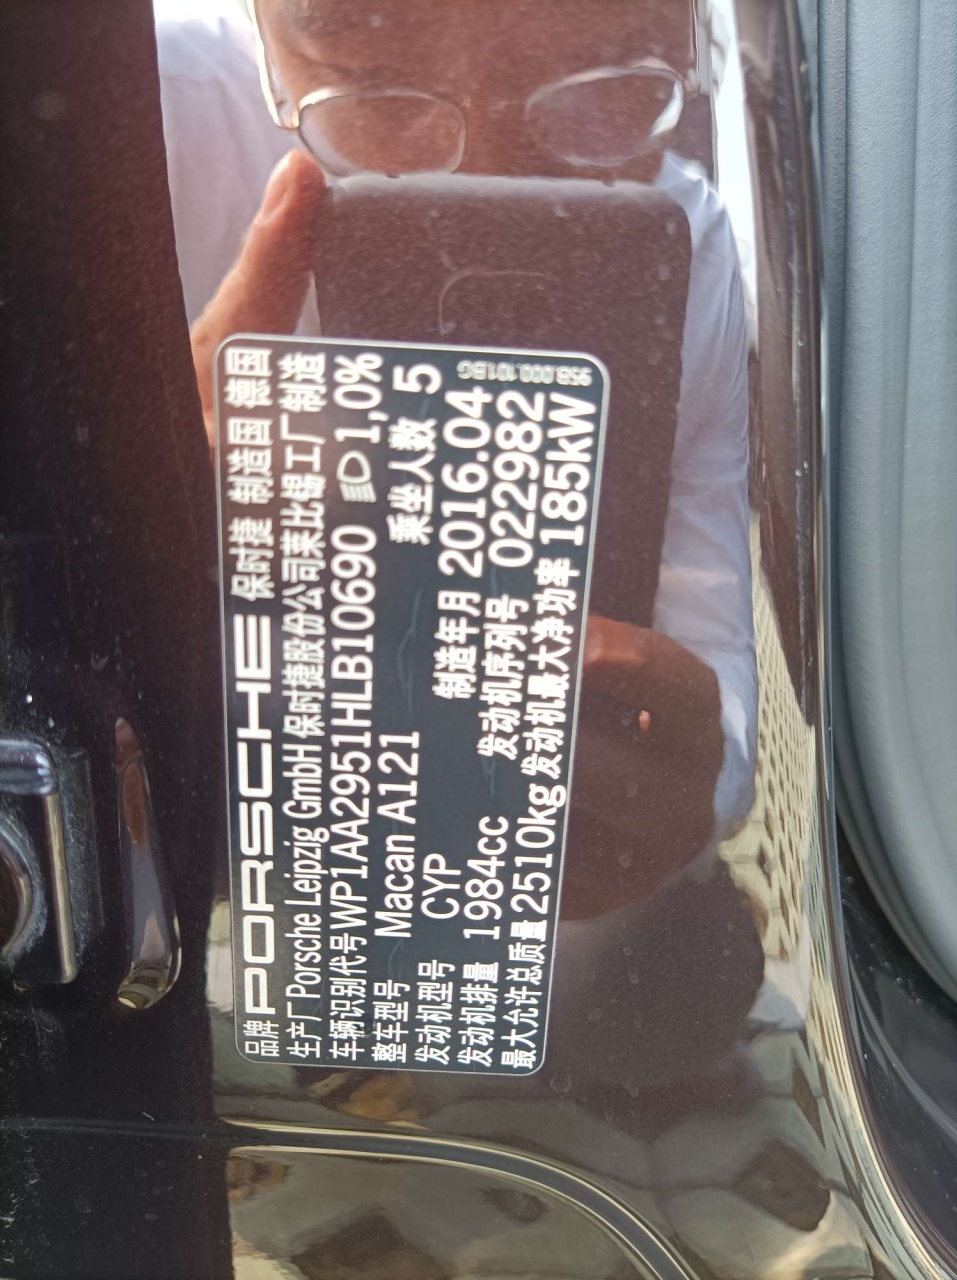 品牌 PORSCHE 保时捷 制造国 德国
生产厂 Porsche Leipzig GmbH 保时捷股份公司莱比锡工厂制造
车辆识别代号 WP1AA2951HLB10690 1,0%
整车型号 Macan A121 乘坐人数 5
发动机型号 CYP 制造年月 2016.04
发动机排量 1984cc 发动机序列号 022982
最大允许总质量 2510kg 发动机最大净功率 185kW
95B.000.101.BC